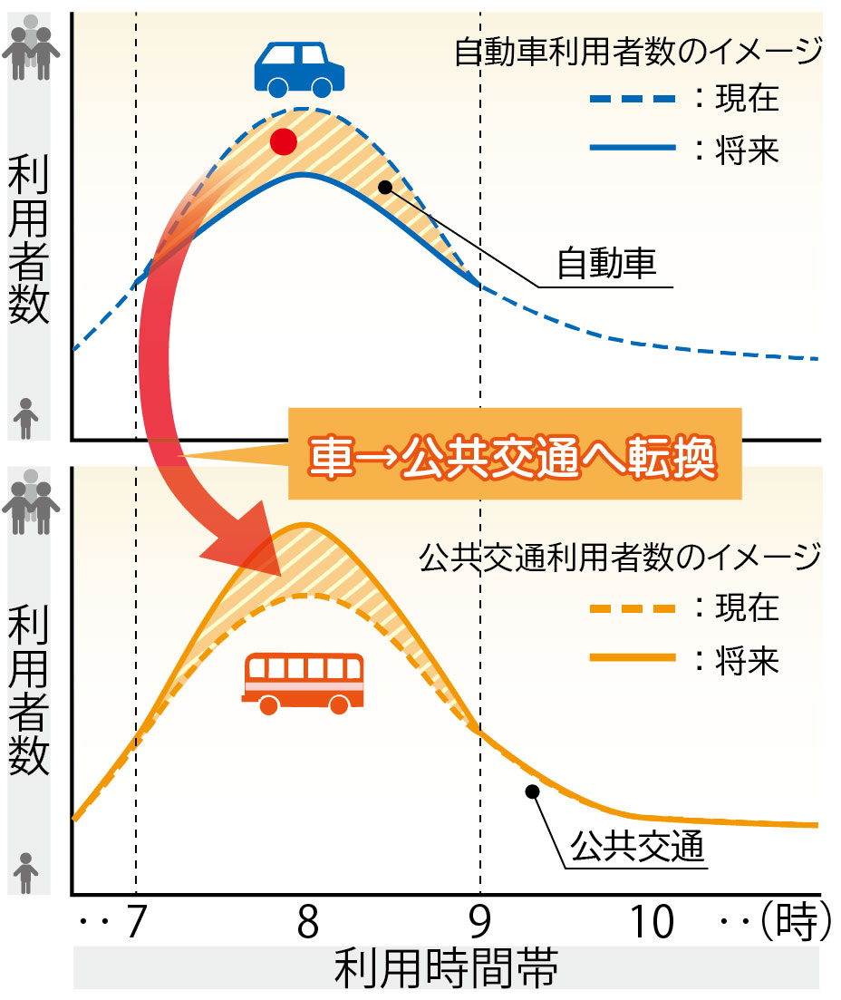 自動車利用者数のイメージ
:現在
:将来
利用者数
自動車
車→公共交通へ転換
公共交通利用者数のイメージ
:現在
:将来
利用者数
公共交通
‥7 8 9 10 ‥(時)
利用時間帯